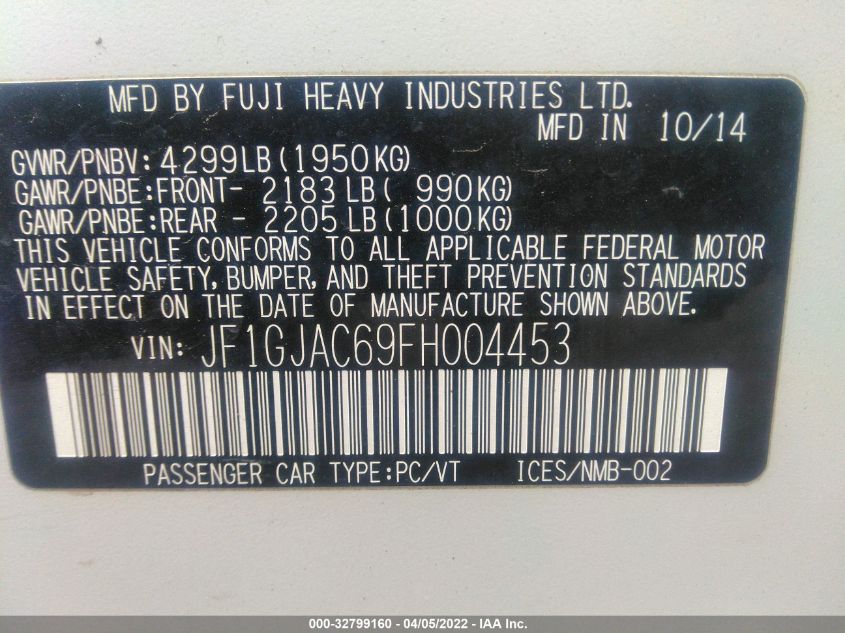 MFD BY FUJI HEAVY INDUSTRIES LTD.
MFD IN 10/14
GVWR/PNBV: 4299LB (1950KG)
GAWR/PNBE:FRONT- 2183 LB ( 990KG)
GAWR/PNBE:REAR - 2205 LB (1000KG)
THIS VEHICLE CONFORMS TO ALL APPLICABLE FEDERAL MOTOR
VEHICLE SAFETY, BUMPER, AND THEFT PREVENTION STANDARDS
IN EFFECT ON THE DATE OF MANUFACTURE SHOWN ABOVE.
VIN: JF1GJAC69FH004453
PASSENGER CAR TYPE:PC/VT ICES/NMB-002
000-32799160 - 04/05/2022 - IAA Inc.